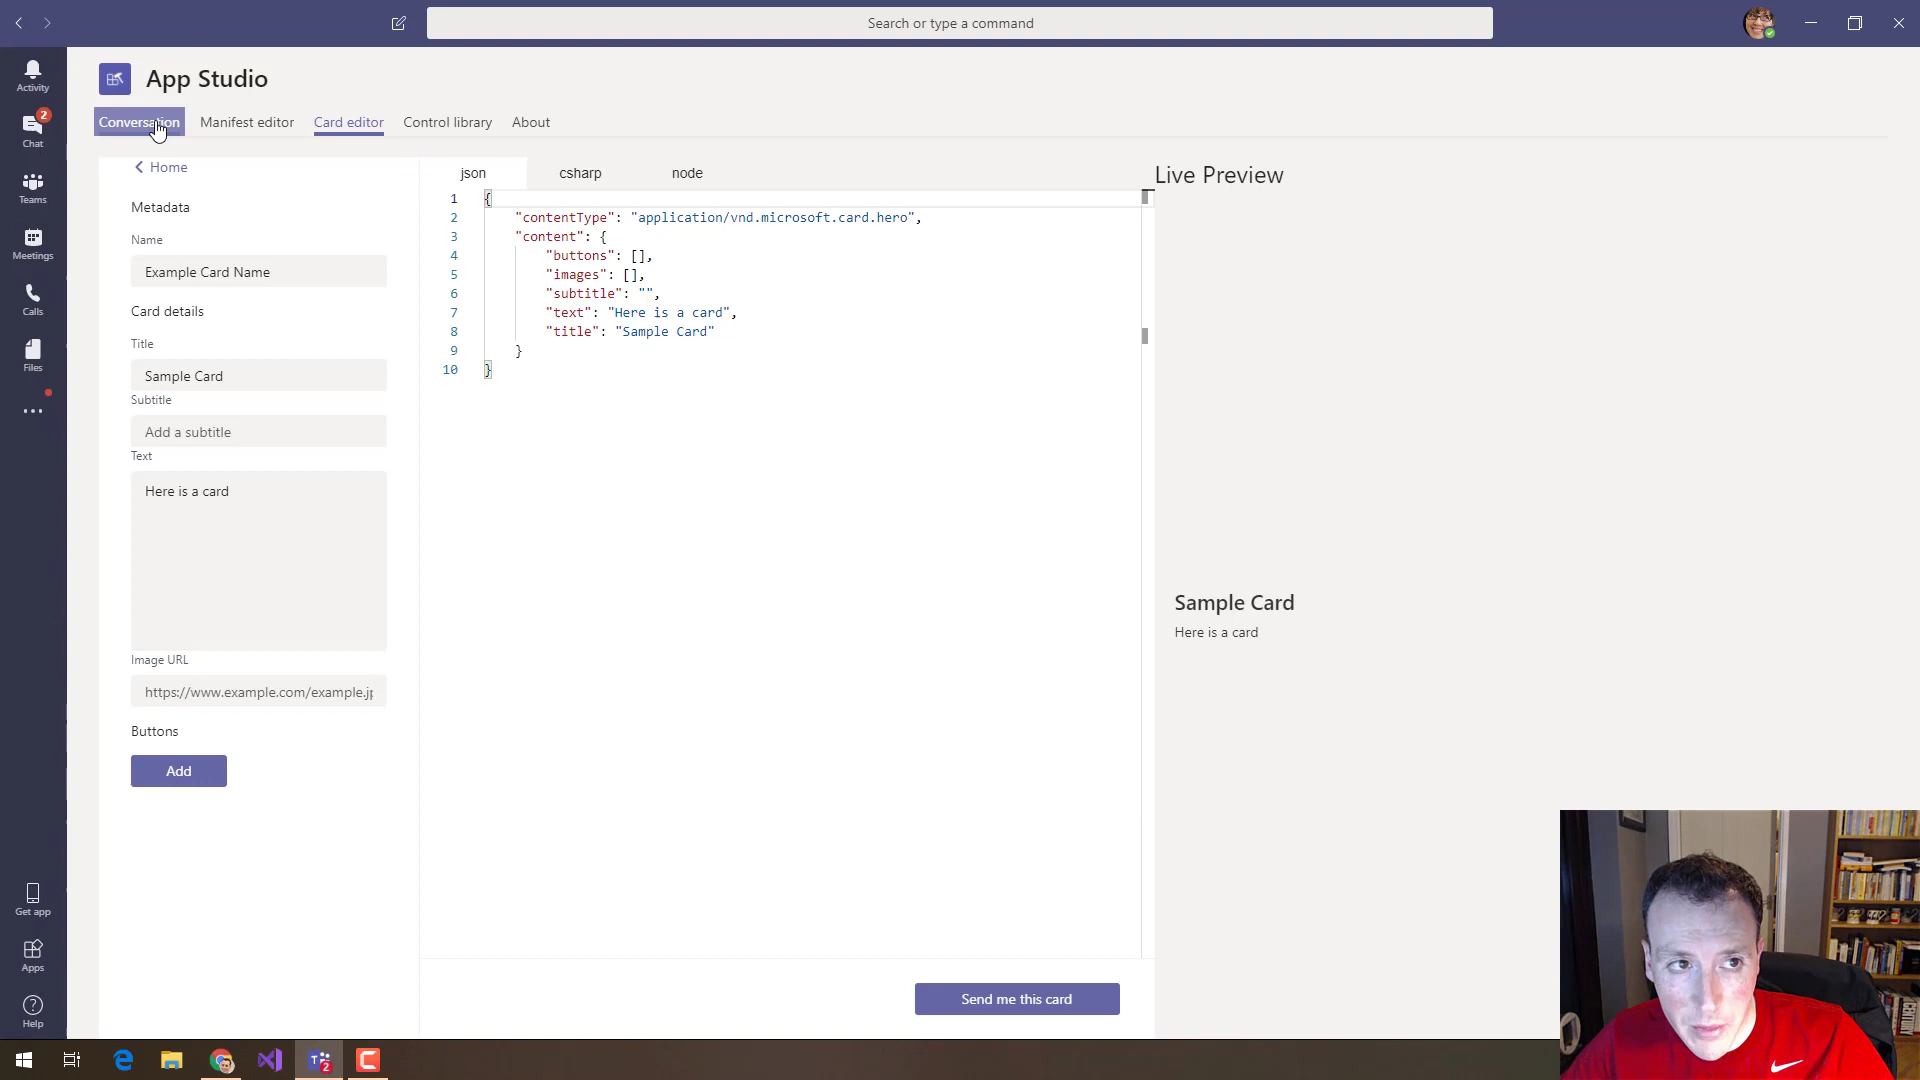 Search or type a command
Activity
2
Chat
Teams
Meetings
Calls
Files
Get app
Apps
Help
App Studio
Conversation
Manifest editor
Card editor
Control library
About
Home
Metadata
Name
Example Card Name
Card details
Title
Sample Card
Subtitle
Add a subtitle
Text
Here is a card
Image URL
https://www.example.com/example.jp
Buttons
Add
json
csharp
node
1 {
2 "contentType": "application/vnd.microsoft.card.hero",
3 "content": {
4 "buttons": [],
5 "images": [],
6 "subtitle": "",
7 "text": "Here is a card",
8 "title": "Sample Card"
9 }
10 }
Send me this card
Live Preview
Sample Card
Here is a card
2